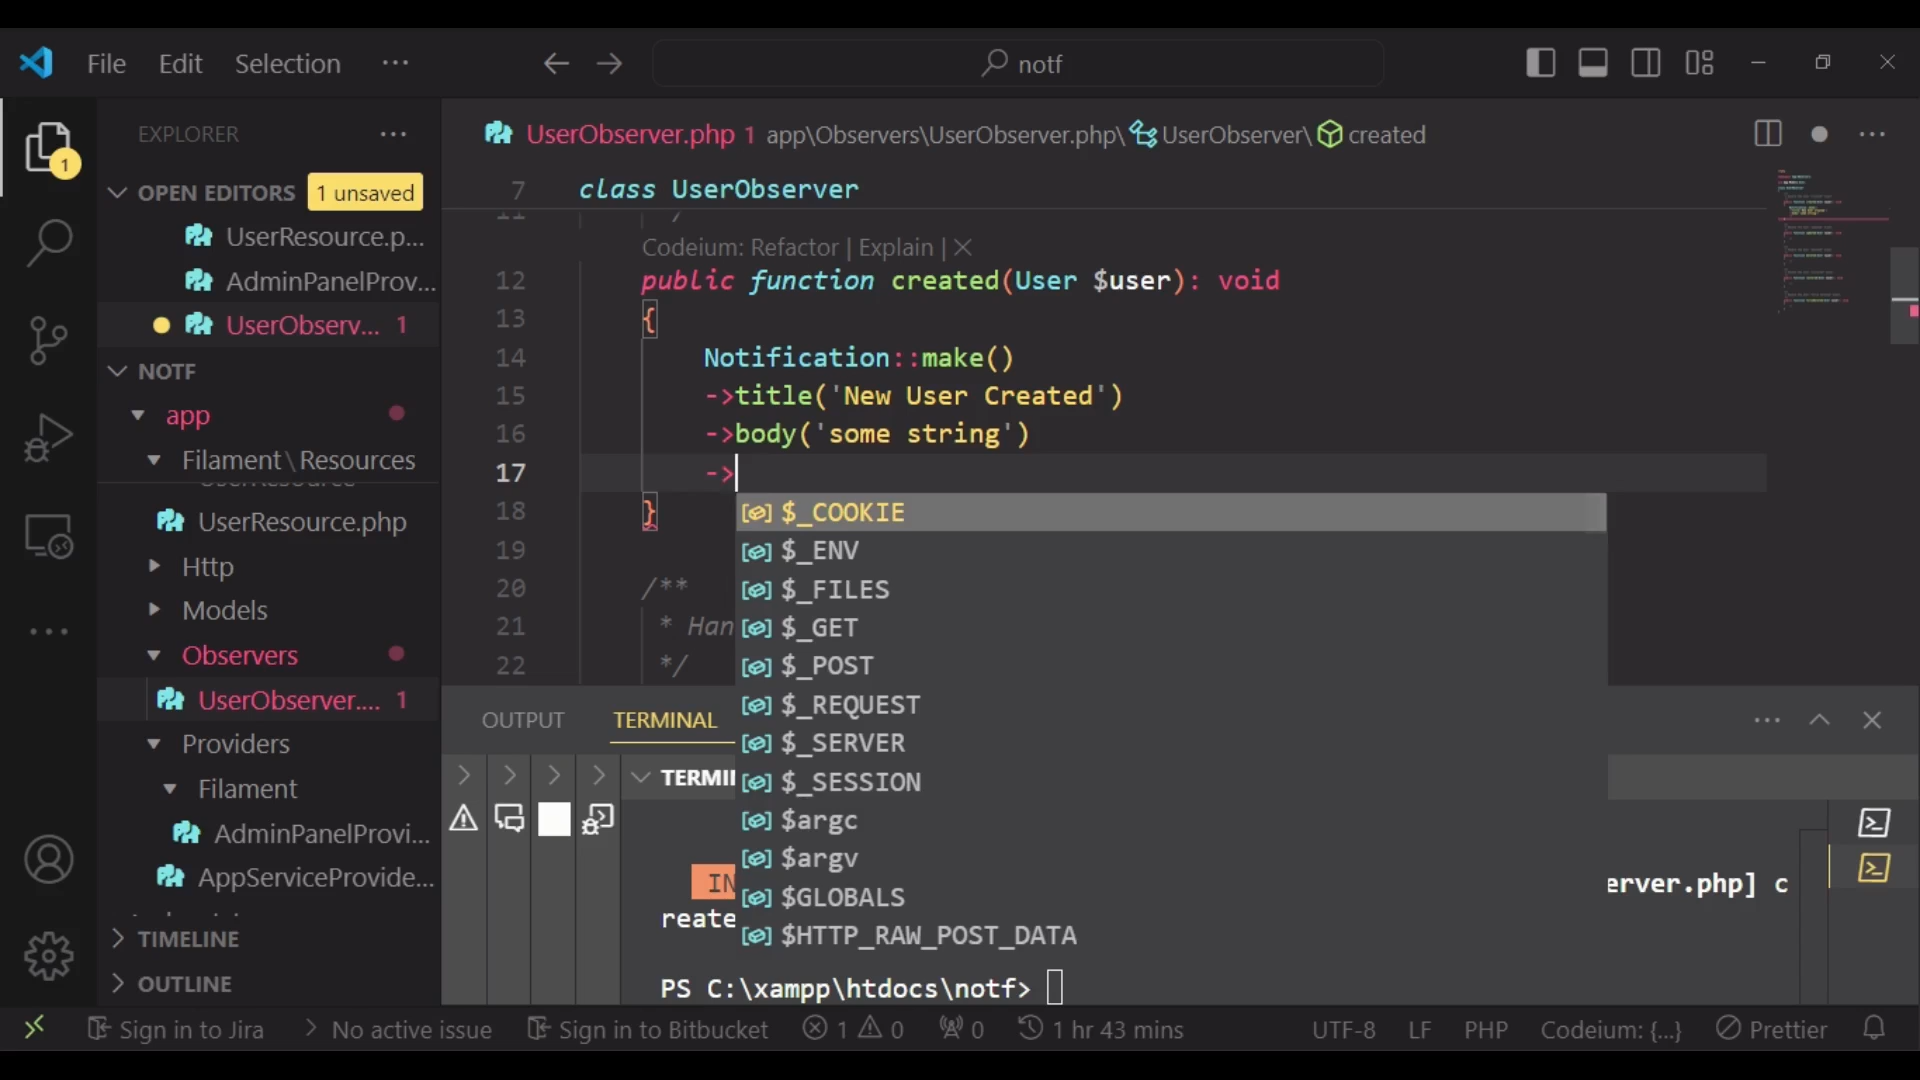 File Edit Selection ··· notf
EXPLORER ···
OPEN EDITORS 1 unsaved
UserResource.p...
AdminPanelProv...
UserObserv... 1
NOTF
app
Filament\Resources
UserResource
UserResource.php
Http
Models
Observers
UserObserver.... 1
Providers
Filament
AdminPanelProvi...
AppServiceProvide...
TIMELINE
OUTLINE
1
UserObserver.php 1 app\Observers\UserObserver.php\ UserObserver\ created ···
7 class UserObserver
11 */
Codeium: Refactor | Explain | ×
12 public function created(User $user): void
13 {
14 Notification::make()
15 ->title('New User Created')
16 ->body('some string')
17 ->
18 }
19
20 /**
21 * Han
22 */
$_COOKIE
$_ENV
$_FILES
$_GET
$_POST
$_REQUEST
$_SERVER
$_SESSION
$argc
$argv
$GLOBALS
$HTTP_RAW_POST_DATA
OUTPUT TERMINAL ···
TERMI
IN erver.php] c
reate
PS C:\xampp\htdocs\notf>
Sign in to Jira No active issue Sign in to Bitbucket 1 0 0 1 hr 43 mins UTF-8 LF PHP Codeium: {...} Prettier